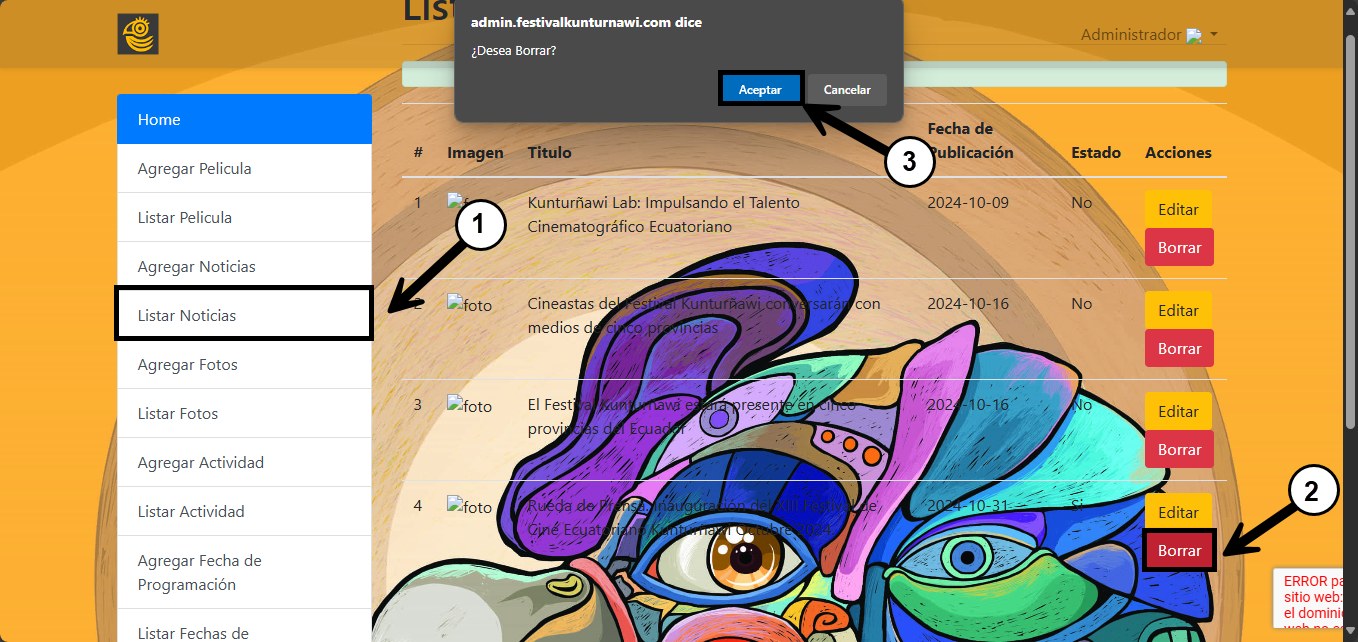 List
admin.festivalkunturnawi.com dice
¿Desea Borrar?
Aceptar
Cancelar
Administrador
Home
Agregar Pelicula
Listar Pelicula
Agregar Noticias
Listar Noticias
Agregar Fotos
Listar Fotos
Agregar Actividad
Listar Actividad
Agregar Fecha de
Programación
Listar Fechas de
1
2
3
# Imagen Titulo Fecha de
Publicación Estado Acciones
1 Kunturñawi Lab: Impulsando el Talento 2024-10-09 No Editar
Cinematográfico Ecuatoriano
Borrar
2 foto Cineastas del Festival Kunturñawi conversarán con 2024-10-16 No Editar
medios de cinco provincias
Borrar
3 foto El Festival Kunturñawi estará presente en cinco 2024-10-16 No Editar
provincias del Ecuador
Borrar
4 foto Rueda de Prensa. Inauguración del XIII Festival de 2024-10-31 Si Editar
Cine Ecuatoriano Kunturñawi Octubre 2024
Borrar
ERROR pa
sitio web:
el dominio